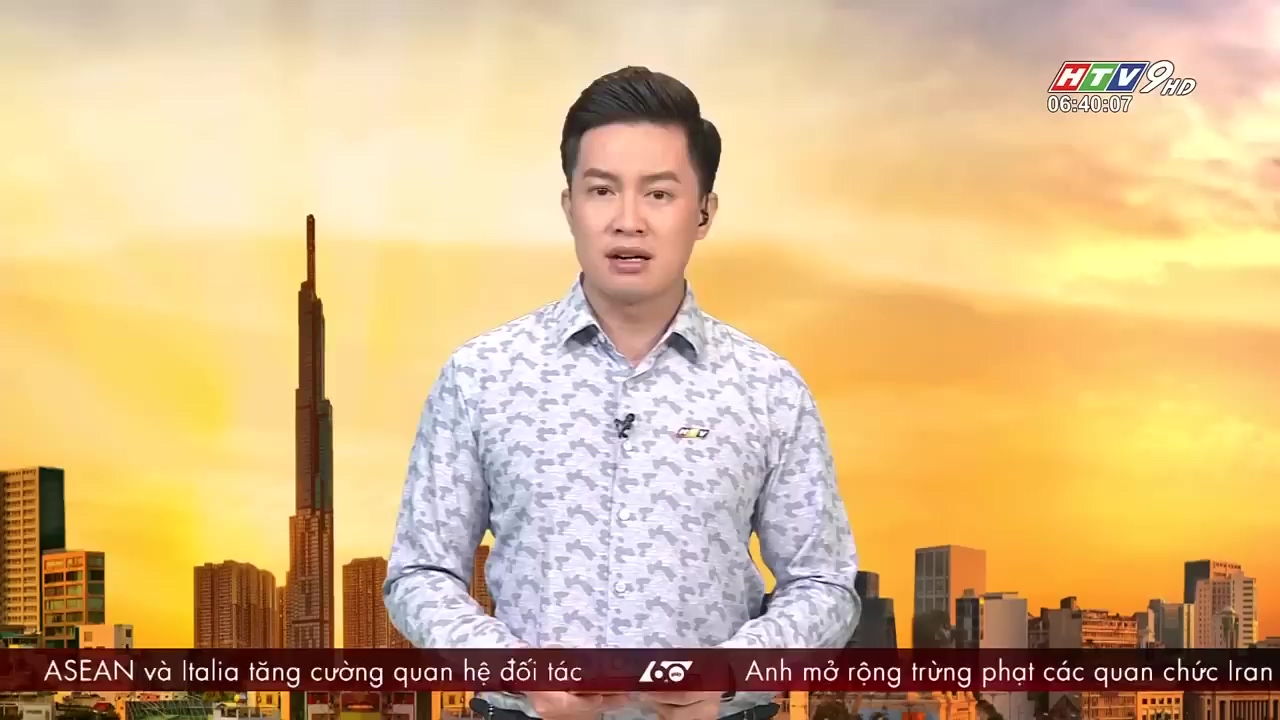 HTV9 HD
06:40:07
HTV
ASEAN và Italia tăng cường quan hệ đối tác
Anh mở rộng trừng phạt các quan chức Iran